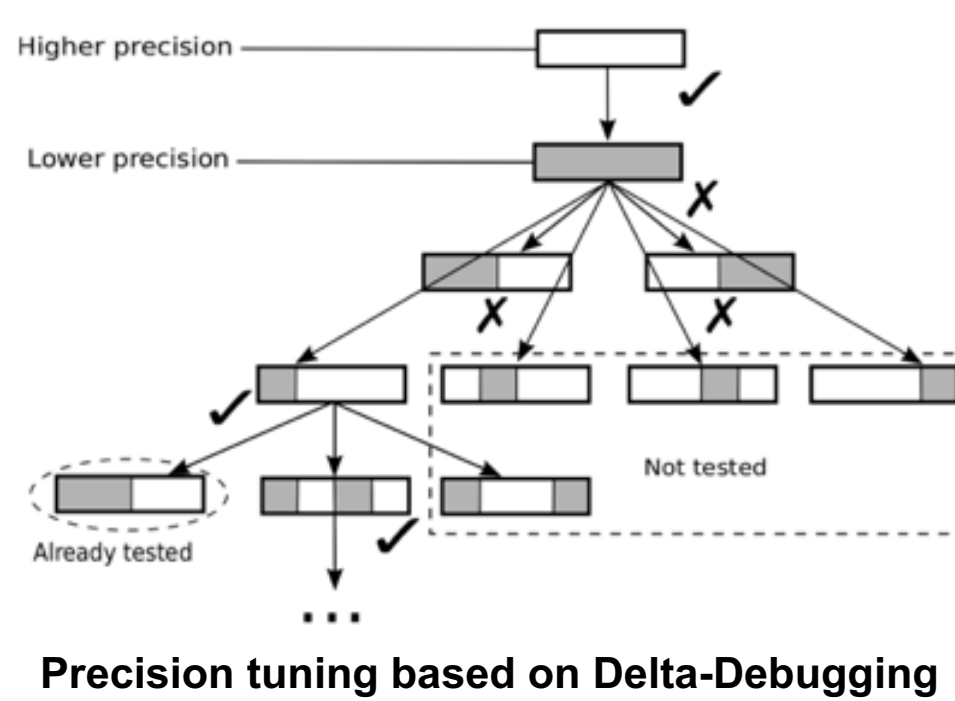 Higher precision
Lower precision
Not tested
Already tested
...
Precision tuning based on Delta-Debugging